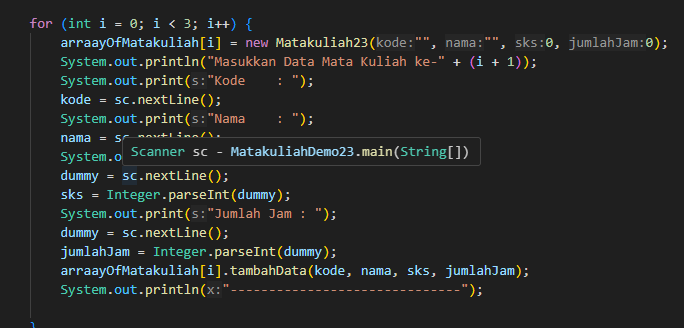 for (int i = 0; i < 3; i++) {
arraayOfMatakuliah[i] = new Matakuliah23(kode:"", nama:"", sks:0, jumlahJam:0);
System.out.println("Masukkan Data Mata Kuliah ke-" + (i + 1));
System.out.print(s:"Kode    : ");
kode = sc.nextLine();
System.out.print(s:"Nama    : ");
nama = sc.nextLine();
System.o
Scanner sc - MatakuliahDemo23.main(String[])
dummy = sc.nextLine();
sks = Integer.parseInt(dummy);
System.out.print(s:"Jumlah Jam : ");
dummy = sc.nextLine();
jumlahJam = Integer.parseInt(dummy);
arraayOfMatakuliah[i].tambahData(kode, nama, sks, jumlahJam);
System.out.println(x:"------------------------------");
}